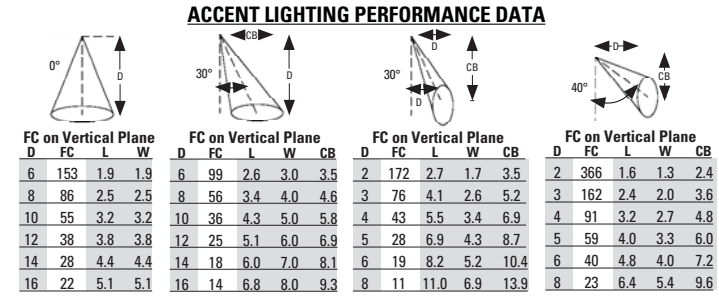 ACCENT LIGHTING PERFORMANCE DATA
0° D
CB 30° D
D CB 30° D
D CB 40°
FC on Vertical Plane
D FC L W
6 153 1.9 1.9
8 86 2.5 2.5
10 55 3.2 3.2
12 38 3.8 3.8
14 28 4.4 4.4
16 22 5.1 5.1
FC on Vertical Plane
D FC L W CB
6 99 2.6 3.0 3.5
8 56 3.4 4.0 4.6
10 36 4.3 5.0 5.8
12 25 5.1 6.0 6.9
14 18 6.0 7.0 8.1
16 14 6.8 8.0 9.3
FC on Vertical Plane
D FC L W CB
2 172 2.7 1.7 3.5
3 76 4.1 2.6 5.2
4 43 5.5 3.4 6.9
5 28 6.9 4.3 8.7
6 19 8.2 5.2 10.4
8 11 11.0 6.9 13.9
FC on Vertical Plane
D FC L W CB
2 366 1.6 1.3 2.4
3 162 2.4 2.0 3.6
4 91 3.2 2.7 4.8
5 59 4.0 3.3 6.0
6 40 4.8 4.0 7.2
8 23 6.4 5.4 9.6